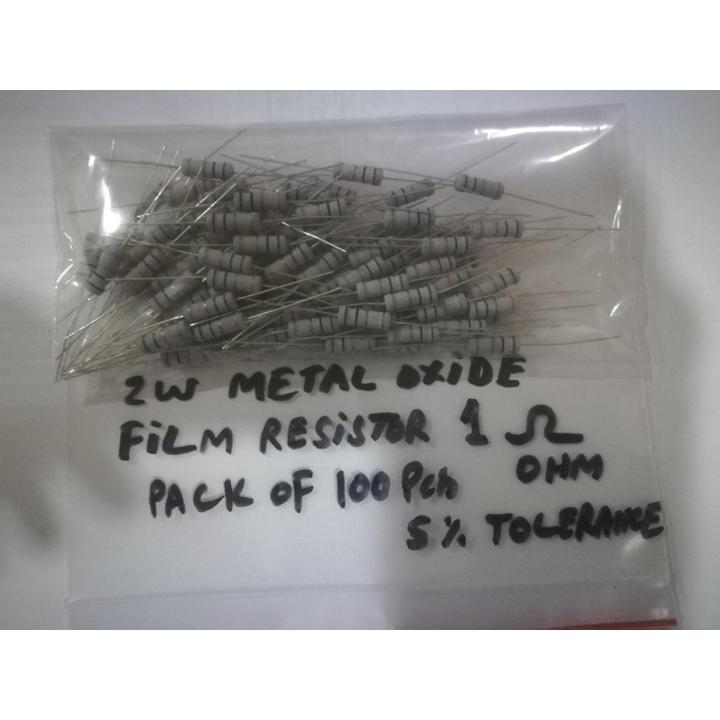 2W METAL OXIDE
FiLM RESiSTOR 1 Ω
OHM
PACK OF 100 Pch
5% TOLERANCE